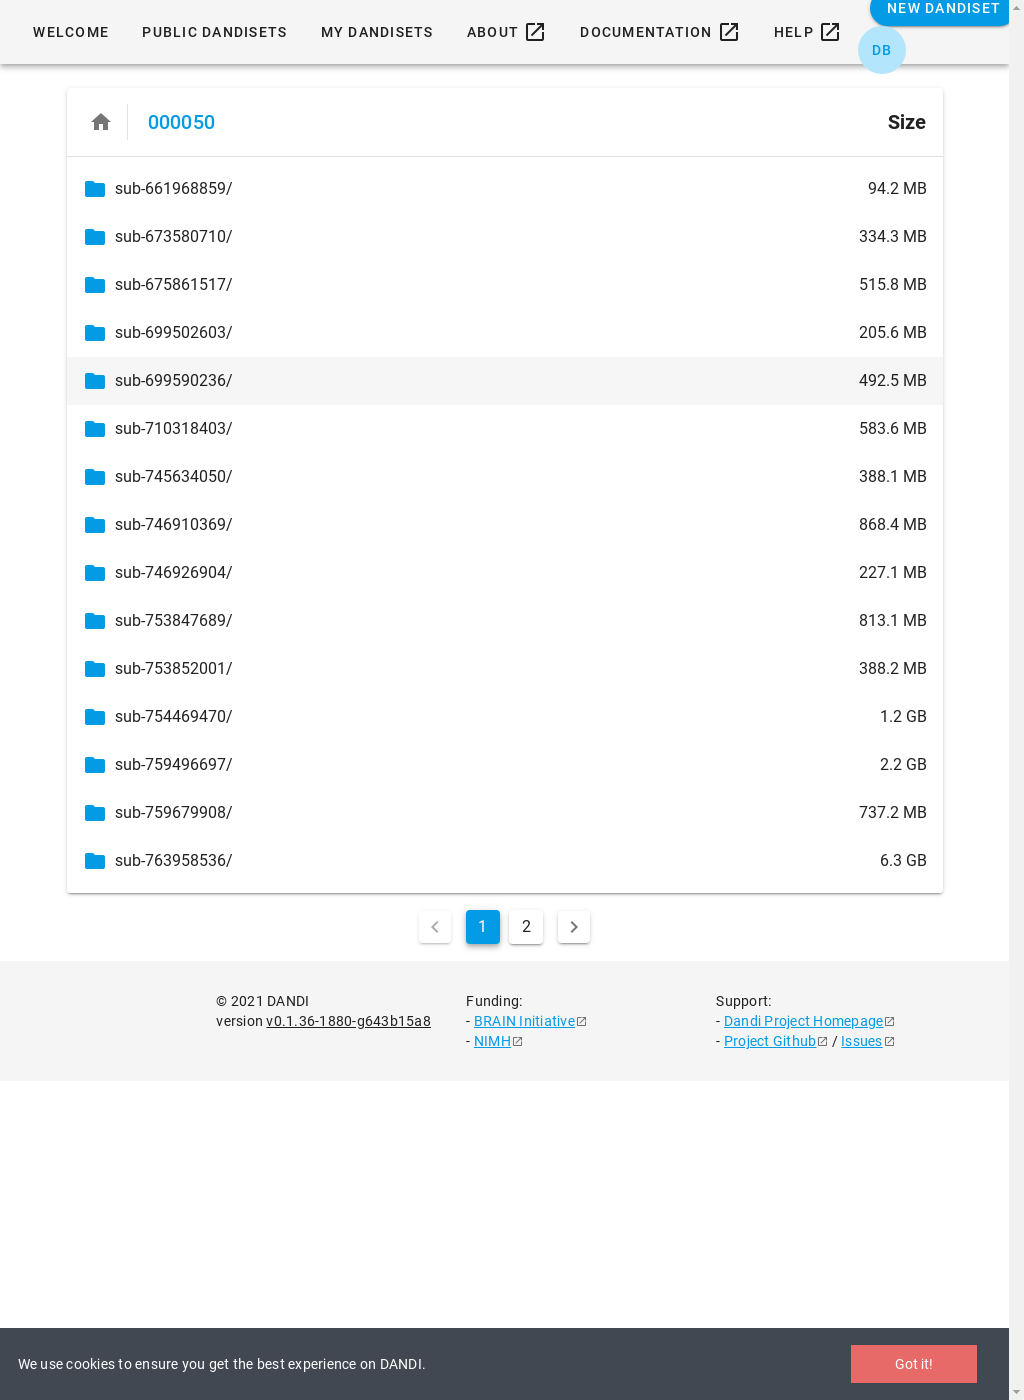 WELCOME PUBLIC DANDISETS MY DANDISETS ABOUT DOCUMENTATION HELP NEW DANDISET
DB
000050 Size
sub-661968859/ 94.2 MB
sub-673580710/ 334.3 MB
sub-675861517/ 515.8 MB
sub-699502603/ 205.6 MB
sub-699590236/ 492.5 MB
sub-710318403/ 583.6 MB
sub-745634050/ 388.1 MB
sub-746910369/ 868.4 MB
sub-746926904/ 227.1 MB
sub-753847689/ 813.1 MB
sub-753852001/ 388.2 MB
sub-754469470/ 1.2 GB
sub-759496697/ 2.2 GB
sub-759679908/ 737.2 MB
sub-763958536/ 6.3 GB
1 2
© 2021 DANDI
version v0.1.36-1880-g643b15a8
Funding:
- BRAIN Initiative
- NIMH
Support:
- Dandi Project Homepage
- Project Github / Issues
We use cookies to ensure you get the best experience on DANDI. Got it!